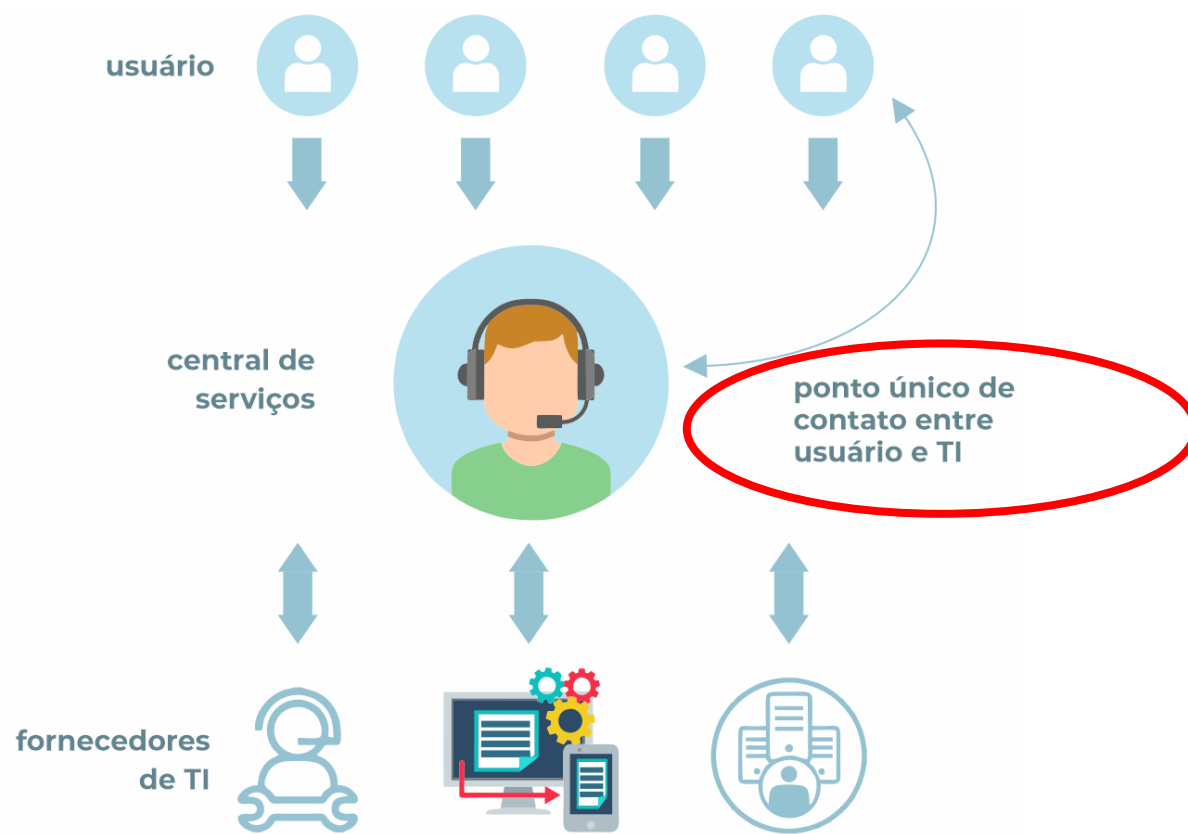 usuário
central de
serviços
ponto único de
contato entre
usuário e TI
fornecedores
de TI